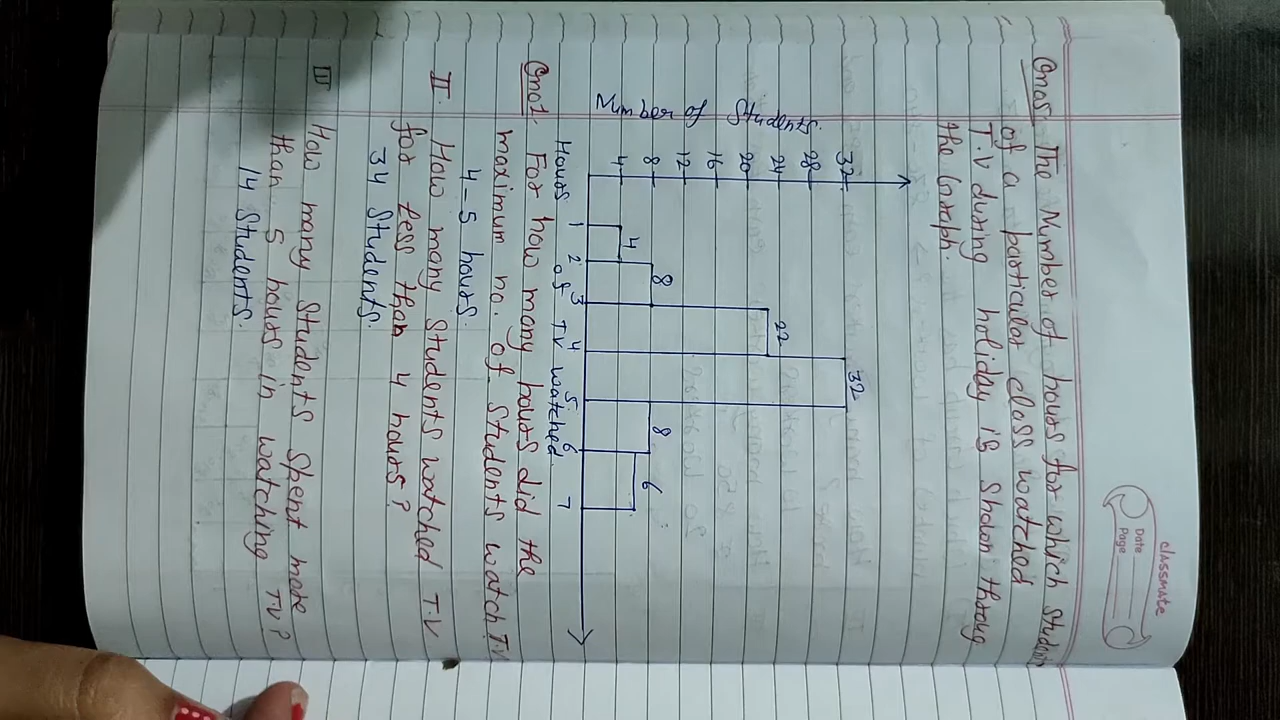 classmate
Date
Page
Qno5. The Number of hours for which Students
of a particular class watched
T.V during holiday is shown throug
the Graph.
Number of Students.
32
28
24
20
16
12
8
4
4
8
22
32
8
6
1 2 3 4 5 6 7
Hours of TV watched.
Qno1. For how many hours did the
maximum no. of Students watch T.V
4-5 hours.
II. How many Students watched T.V
for less than 4 hours?
34 Students.
III How many Students Spent more
than 5 hours in watching TV?
14 Students.